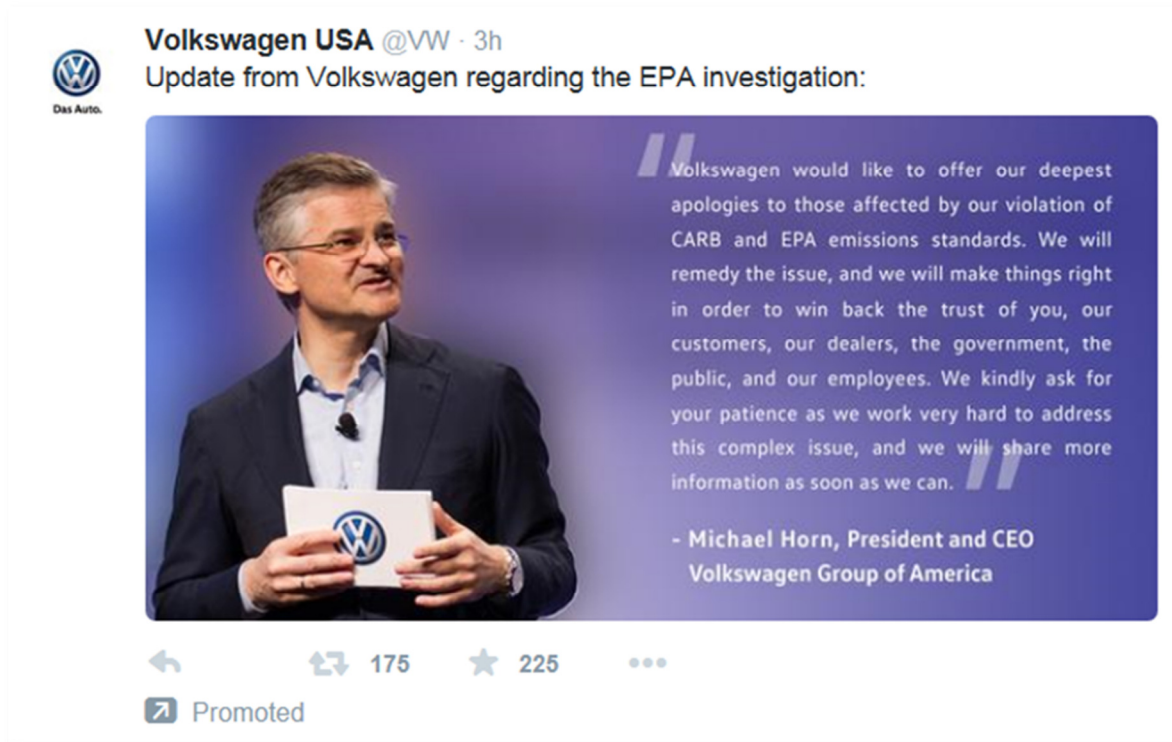 Volkswagen USA @VW · 3h
Update from Volkswagen regarding the EPA investigation:
Das Auto.
"Volkswagen would like to offer our deepest
apologies to those affected by our violation of
CARB and EPA emissions standards. We will
remedy the issue, and we will make things right
in order to win back the trust of you, our
customers, our dealers, the government, the
public, and our employees. We kindly ask for
your patience as we work very hard to address
this complex issue, and we will share more
information as soon as we can."
- Michael Horn, President and CEO
Volkswagen Group of America
175 225
Promoted